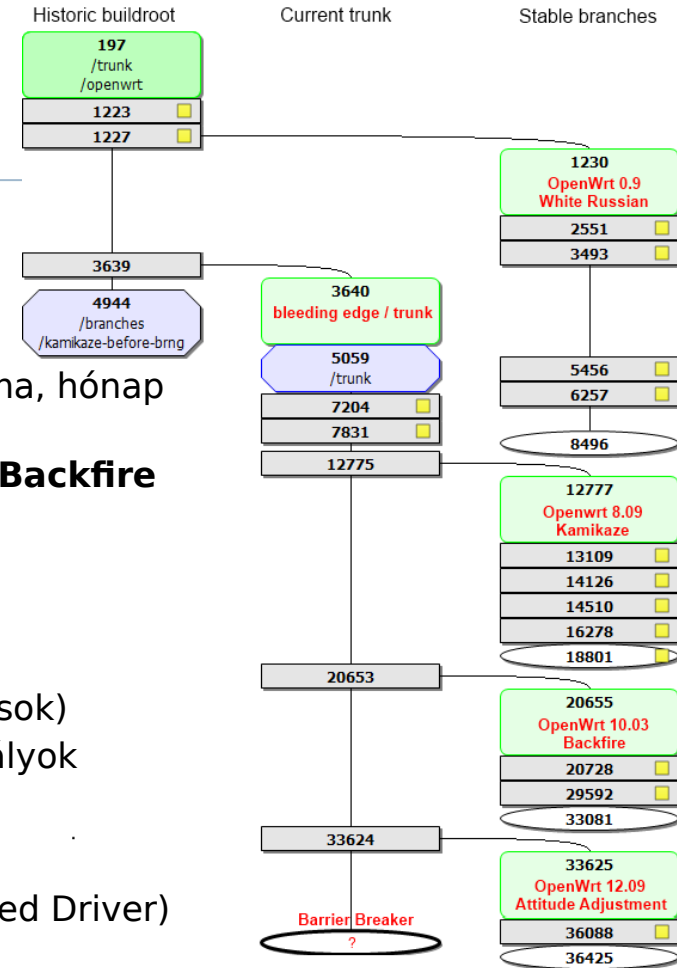 Historic buildroot
Current trunk
Stable branches
197
/trunk
/openwrt
1223
1227
1230
OpenWrt 0.9
White Russian
2551
3493
3639
4944
/branches
/kamikaze-before-brng
3640
bleeding edge / trunk
5059
/trunk
7204
7831
12775
5456
6257
8496
ma, hónap
Backfire
12777
Openwrt 8.09
Kamikaze
13109
14126
14510
16278
18801
20653
sok)
ályok
20655
OpenWrt 10.03
Backfire
20728
29592
33081
.
33624
33625
OpenWrt 12.09
Attitude Adjustment
36088
36425
ed Driver)
Barrier Breaker
?